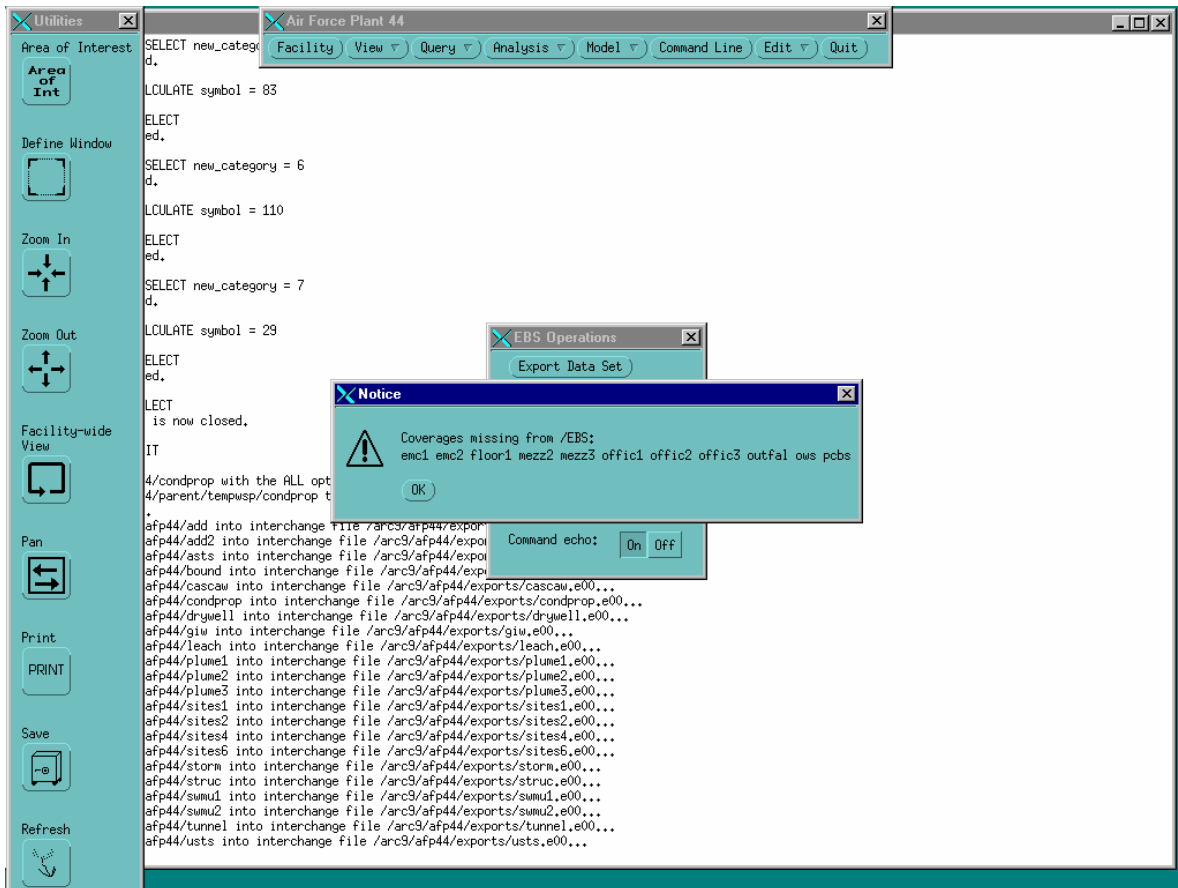 Utilities
Area of Interest
Area
of
Int
Define Window
Zoom In
Zoom Out
Facility-wide
View
Pan
Print
PRINT
Save
Refresh
Air Force Plant 44
Facility View Query Analysis Model Command Line Edit Quit
SELECT new_catego
d.
LCULATE symbol = 83
ELECT
ed.
SELECT new_category = 6
d.
LCULATE symbol = 110
ELECT
ed.
SELECT new_category = 7
d.
LCULATE symbol = 29
ELECT
ed.
LECT
is now closed.
IT
4/condprop with the ALL opt
4/parent/tempwsp/condprop t
.
afp44/add into interchange file /arc9/afp44/expor
afp44/add2 into interchange file /arc9/afp44/expo
afp44/asts into interchange file /arc9/afp44/expo
afp44/bound into interchange file /arc9/afp44/exp
afp44/cascaw into interchange file /arc9/afp44/exports/cascaw.e00...
afp44/condprop into interchange file /arc9/afp44/exports/condprop.e00...
afp44/drywell into interchange file /arc9/afp44/exports/drywell.e00...
afp44/giw into interchange file /arc9/afp44/exports/giw.e00...
afp44/leach into interchange file /arc9/afp44/exports/leach.e00...
afp44/plume1 into interchange file /arc9/afp44/exports/plume1.e00...
afp44/plume2 into interchange file /arc9/afp44/exports/plume2.e00...
afp44/plume3 into interchange file /arc9/afp44/exports/plume3.e00...
afp44/sites1 into interchange file /arc9/afp44/exports/sites1.e00...
afp44/sites2 into interchange file /arc9/afp44/exports/sites2.e00...
afp44/sites4 into interchange file /arc9/afp44/exports/sites4.e00...
afp44/sites6 into interchange file /arc9/afp44/exports/sites6.e00...
afp44/storm into interchange file /arc9/afp44/exports/storm.e00...
afp44/struc into interchange file /arc9/afp44/exports/struc.e00...
afp44/swmu1 into interchange file /arc9/afp44/exports/swmu1.e00...
afp44/swmu2 into interchange file /arc9/afp44/exports/swmu2.e00...
afp44/tunnel into interchange file /arc9/afp44/exports/tunnel.e00...
afp44/usts into interchange file /arc9/afp44/exports/usts.e00...
EBS Operations
Export Data Set
Notice
Coverages missing from /EBS:
emc1 emc2 floor1 mezz2 mezz3 offic1 offic2 offic3 outfal ows pcbs
OK
Command echo: On Off